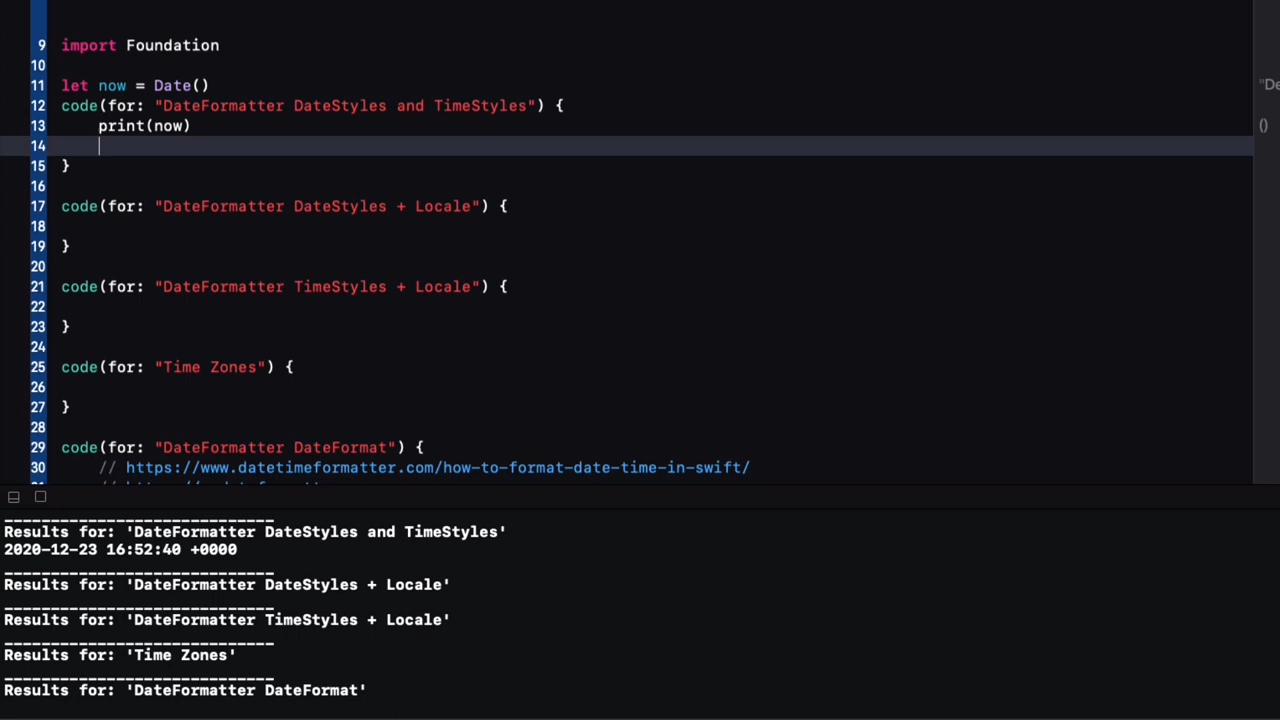 9 import Foundation
10
11 let now = Date()
12 code(for: "DateFormatter DateStyles and TimeStyles") {
13 print(now)
14
15 }
16
17 code(for: "DateFormatter DateStyles + Locale") {
18
19 }
20
21 code(for: "DateFormatter TimeStyles + Locale") {
22
23 }
24
25 code(for: "Time Zones") {
26
27 }
28
29 code(for: "DateFormatter DateFormat") {
30 // https://www.datetimeformatter.com/how-to-format-date-time-in-swift/
"De
()
Results for: 'DateFormatter DateStyles and TimeStyles'
2020-12-23 16:52:40 +0000
Results for: 'DateFormatter DateStyles + Locale'
Results for: 'DateFormatter TimeStyles + Locale'
Results for: 'Time Zones'
Results for: 'DateFormatter DateFormat'